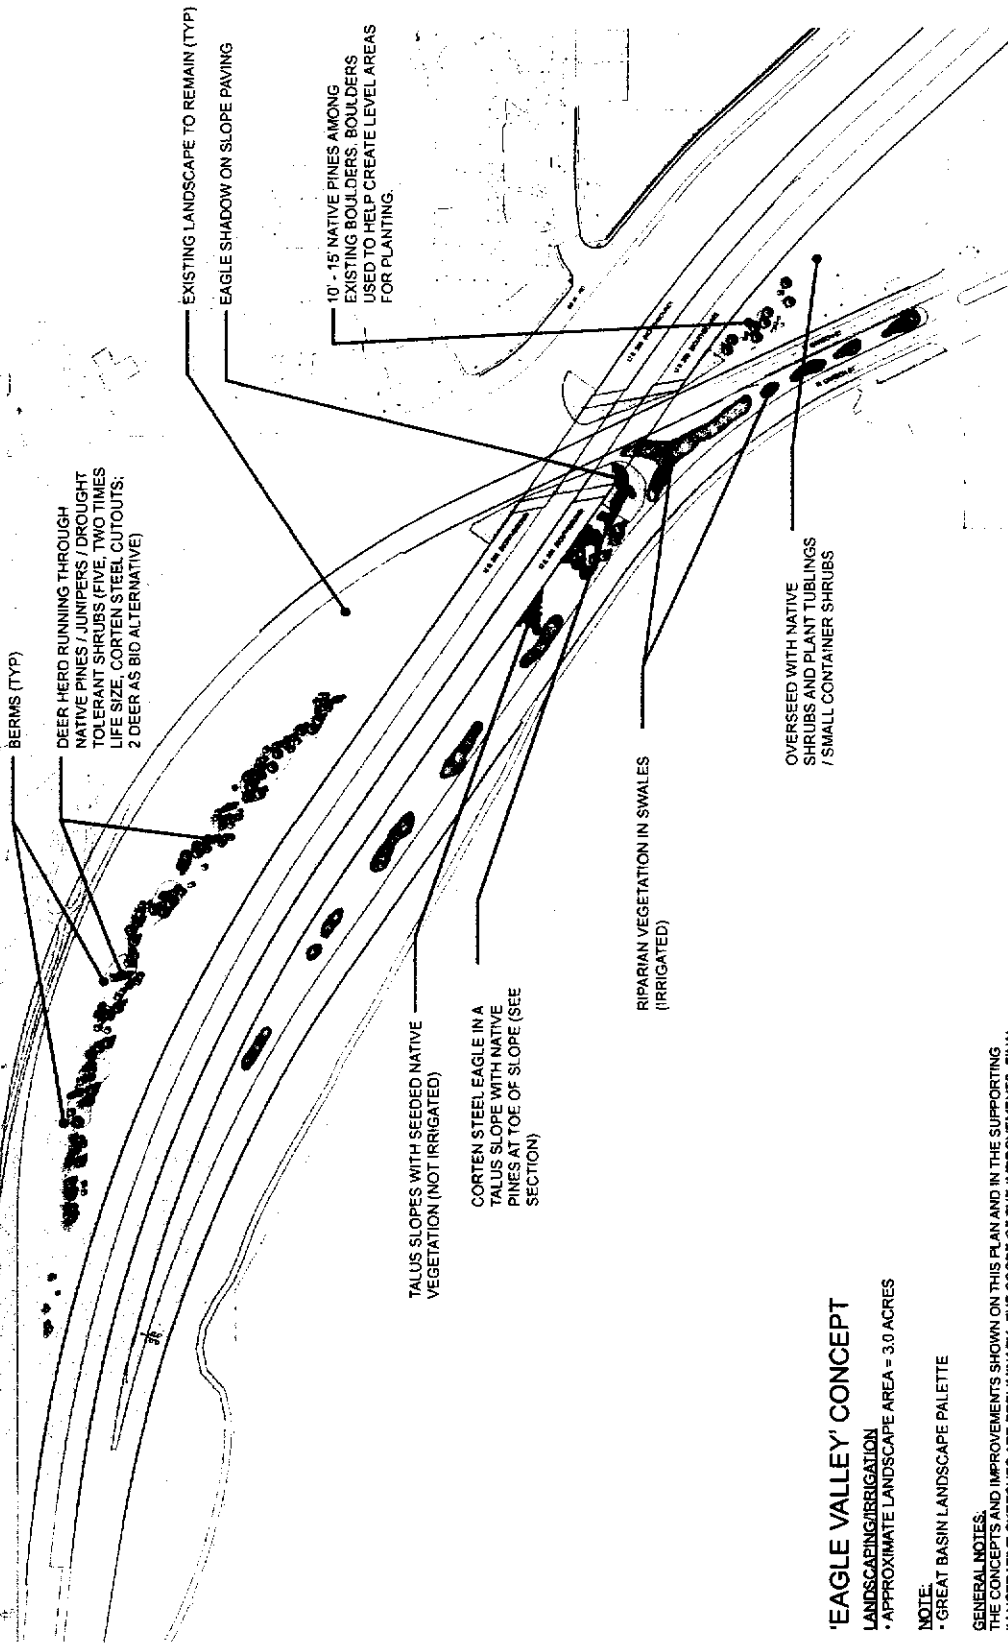 BERMS (TYP)
DEER HERD RUNNING THROUGH
NATIVE PINES / JUNIPERS / DROUGHT
TOLERANT SHRUBS (FIVE, TWO TIMES
LIFE SIZE, CORTEN STEEL CUTOUTS;
2 DEER AS BID ALTERNATIVE)
EXISTING LANDSCAPE TO REMAIN (TYP)
EAGLE SHADOW ON SLOPE PAVING
10' - 15' NATIVE PINES AMONG
EXISTING BOULDERS. BOULDERS
USED TO HELP CREATE LEVEL AREAS
FOR PLANTING.
TALUS SLOPES WITH SEEDED NATIVE
VEGETATION (NOT IRRIGATED)
CORTEN STEEL EAGLE IN A
TALUS SLOPE WITH NATIVE
PINES AT TOE OF SLOPE (SEE
SECTION)
RIPARIAN VEGETATION IN SWALES
(IRRIGATED)
OVERSEED WITH NATIVE
SHRUBS AND PLANT TUBLINGS
/ SMALL CONTAINER SHRUBS
'EAGLE VALLEY' CONCEPT
LANDSCAPING/IRRIGATION
• APPROXIMATE LANDSCAPE AREA = 3.0 ACRES
NOTE:
• GREAT BASIN LANDSCAPE PALETTE
GENERAL NOTES:
THE CONCEPTS AND IMPROVEMENTS SHOWN ON THIS PLAN AND IN THE SUPPORTING